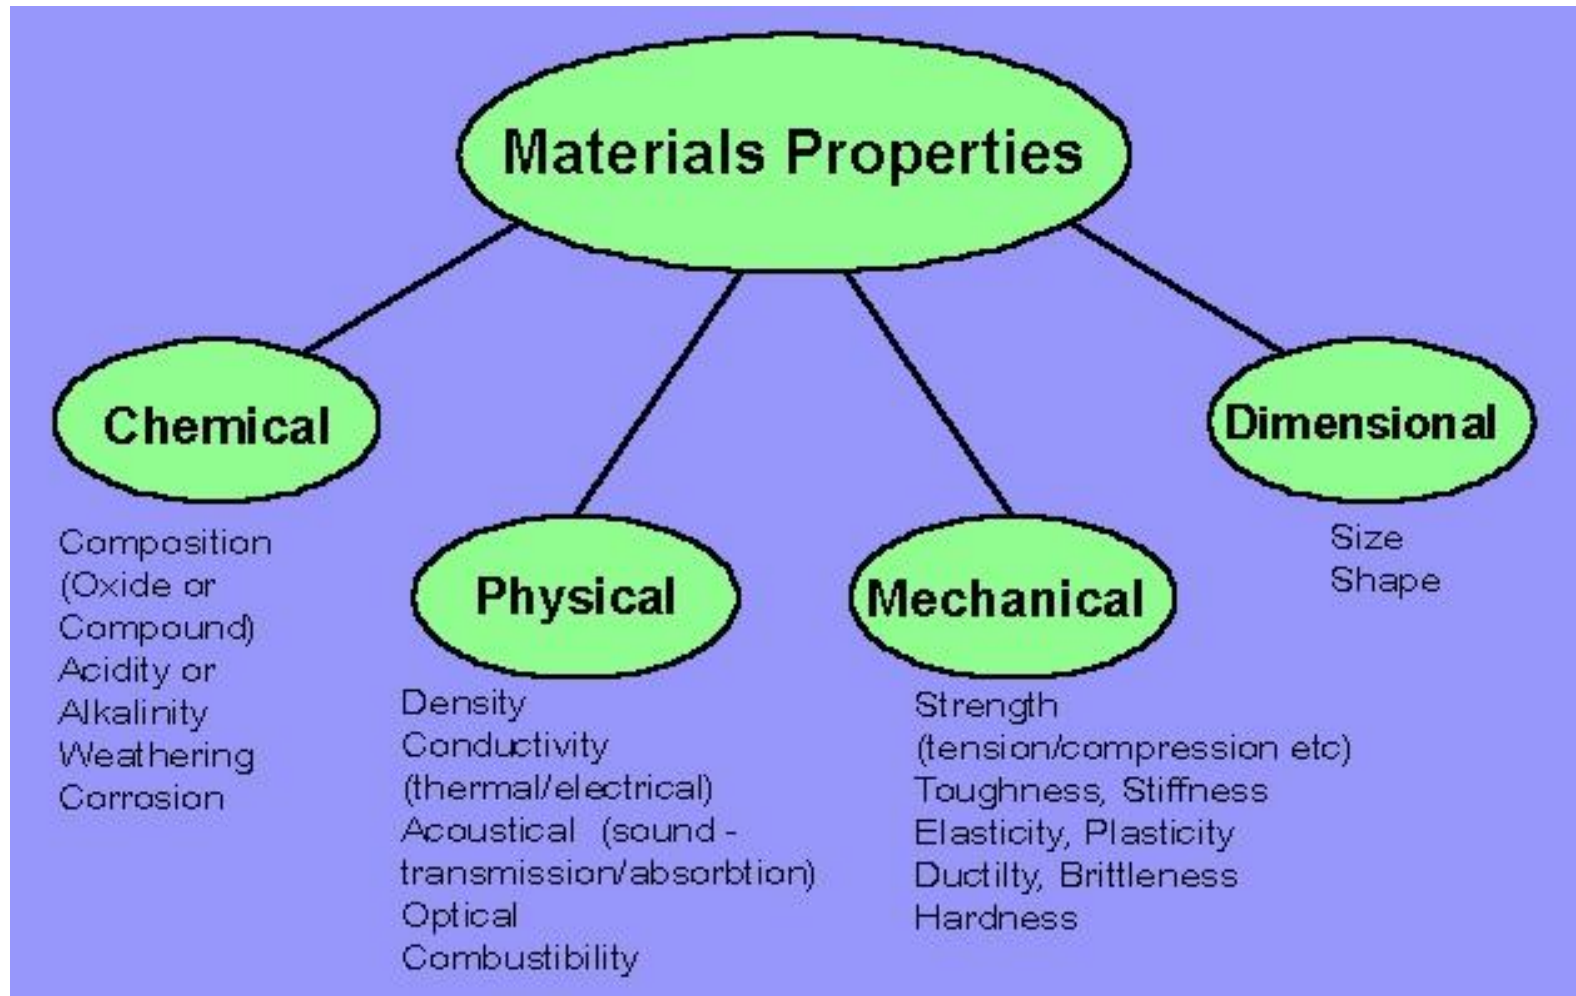 Materials Properties
Chemical
Composition
(Oxide or
Compound)
Acidity or
Alkalinity
Weathering
Corrosion
Physical
Density
Conductivity
(thermal/electrical)
Acoustical (sound -
transmission/absorbtion)
Optical
Combustibility
Mechanical
Strength
(tension/compression etc)
Toughness, Stiffness
Elasticity, Plasticity
Ductilty, Brittleness
Hardness
Dimensional
Size
Shape